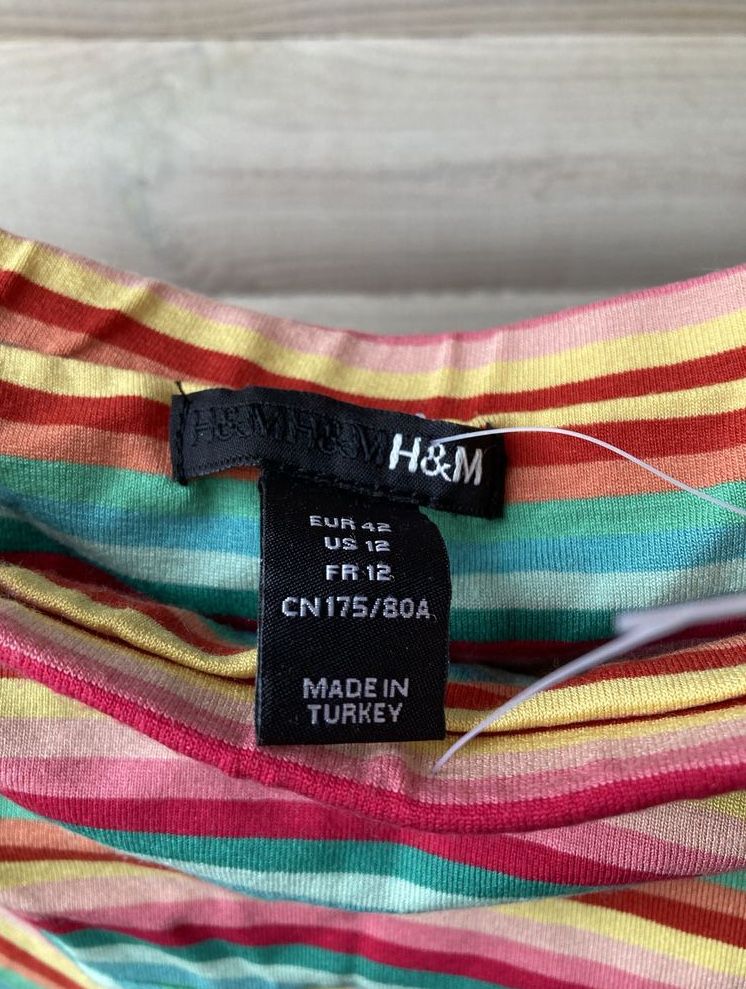 H&M H&M H&M
EUR 42
US 12
FR 12
CN 175/80A
MADE IN
TURKEY